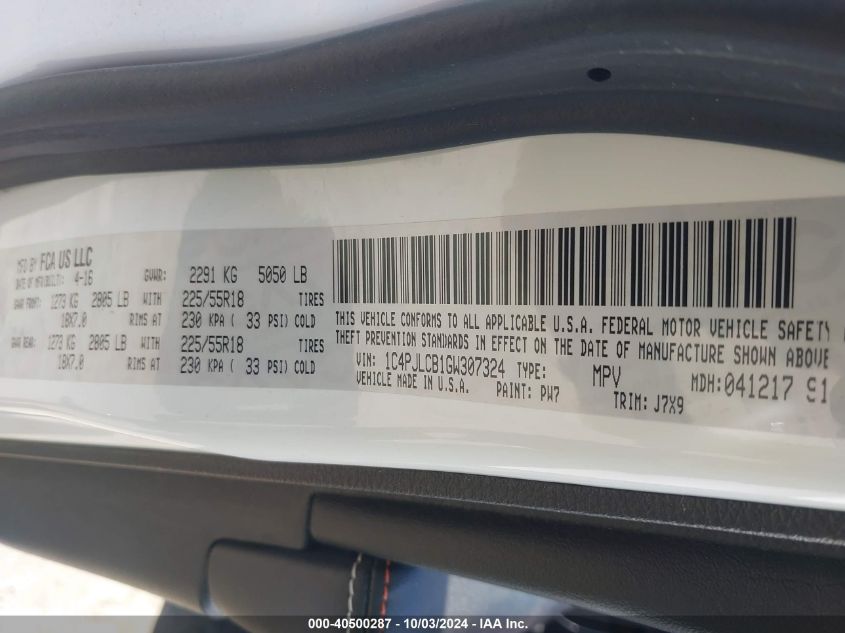 MFD BY FCA US LLC
DATE OF MFR(BUILT): 4-16 GVWR: 2291 KG 5050 LB
GAWR FRONT: 1273 KG 2805 LB WITH 225/55R18 TIRES
18X7.0 RIMS AT 230 KPA ( 33 PSI) COLD
GAWR REAR: 1273 KG 2805 LB WITH 225/55R18 TIRES
18X7.0 RIMS AT 230 KPA ( 33 PSI) COLD
THIS VEHICLE CONFORMS TO ALL APPLICABLE U.S.A. FEDERAL MOTOR VEHICLE SAFETY
THEFT PREVENTION STANDARDS IN EFFECT ON THE DATE OF MANUFACTURE SHOWN ABOVE
VIN: 1C4PJLCB1GW307324 TYPE: MPV MDH:041217 91
VEHICLE MADE IN U.S.A. PAINT: PW7 TRIM: J7X9
000-40500287 - 10/03/2024 - IAA Inc.